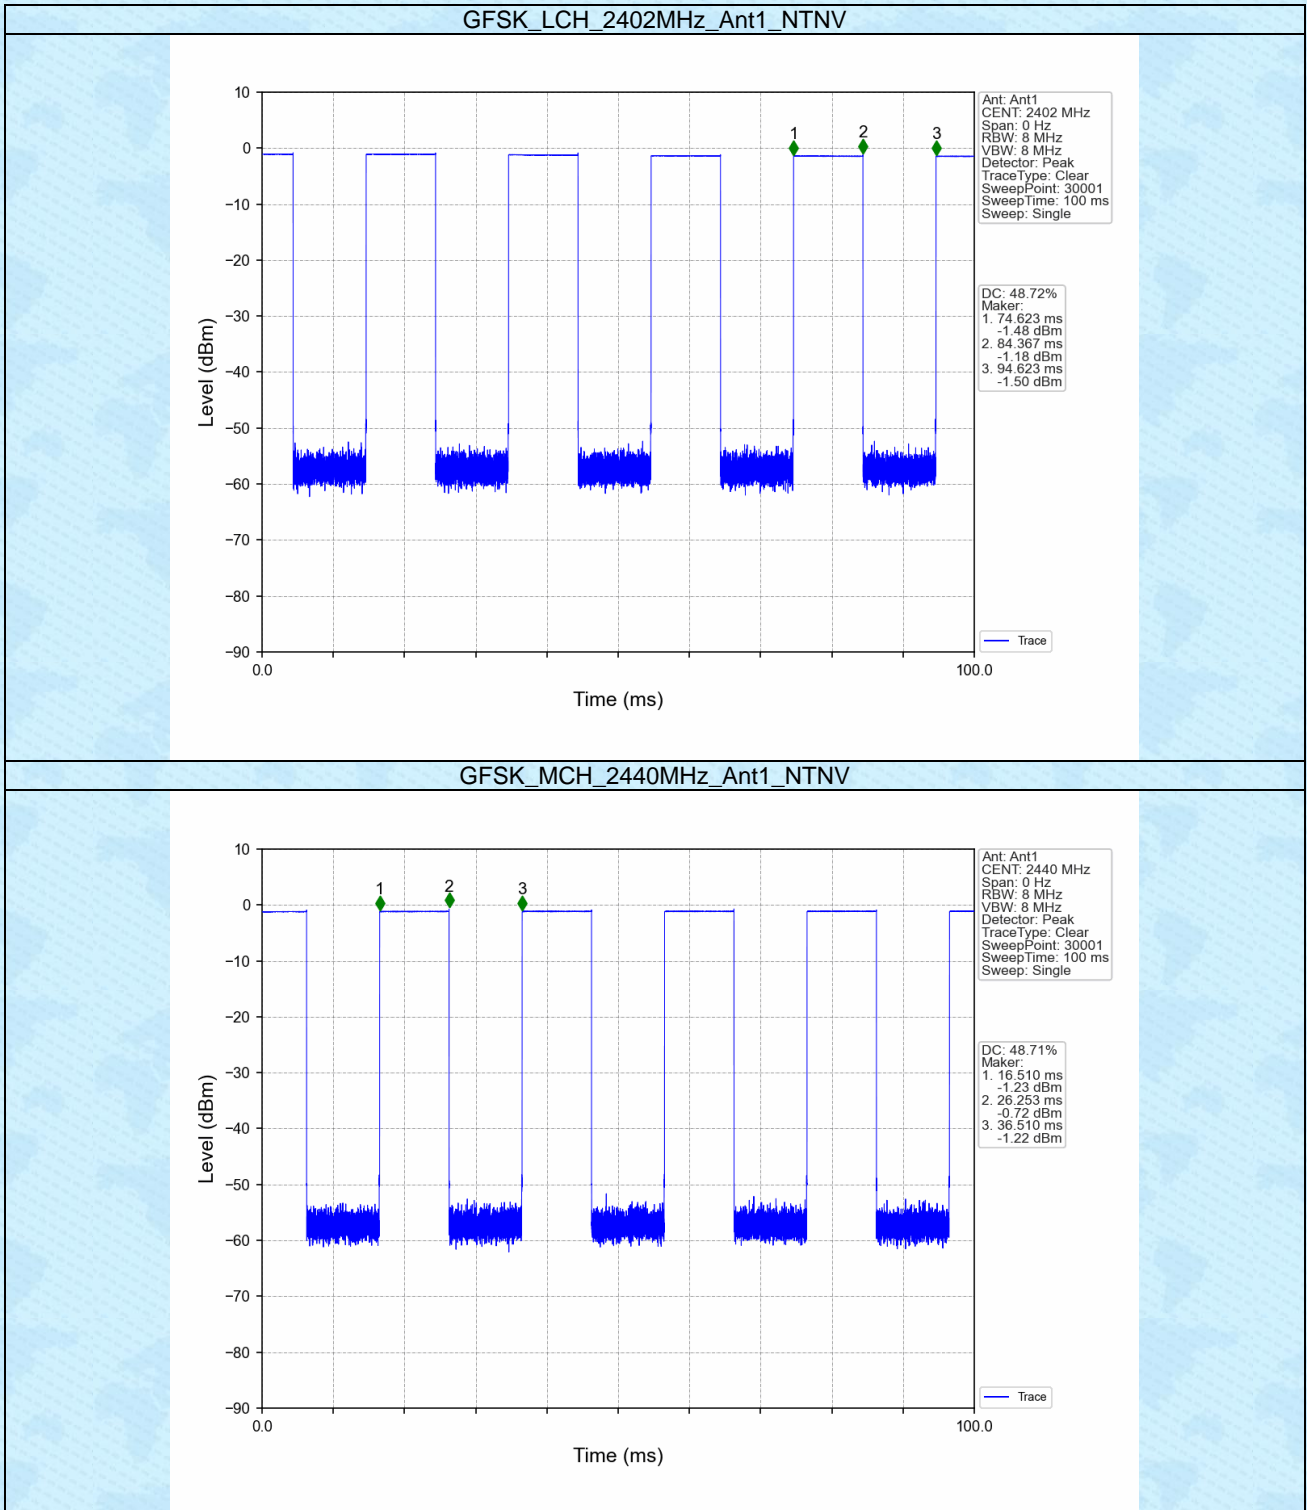 GFSK_LCH_2402MHz_Ant1_NTNV
10
0
−10
−20
−30
−40
−50
−60
−70
−80
−90
Level (dBm)
1
2
3
0.0
100.0
Time (ms)
Ant: Ant1
CENT: 2402 MHz
Span: 0 Hz
RBW: 8 MHz
VBW: 8 MHz
Detector: Peak
TraceType: Clear
SweepPoint: 30001
SweepTime: 100 ms
Sweep: Single
DC: 48.72%
Maker:
1. 74.623 ms
-1.48 dBm
2. 84.367 ms
-1.18 dBm
3. 94.623 ms
-1.50 dBm
Trace
GFSK_MCH_2440MHz_Ant1_NTNV
10
0
−10
−20
−30
−40
−50
−60
−70
−80
−90
Level (dBm)
1
2
3
0.0
100.0
Time (ms)
Ant: Ant1
CENT: 2440 MHz
Span: 0 Hz
RBW: 8 MHz
VBW: 8 MHz
Detector: Peak
TraceType: Clear
SweepPoint: 30001
SweepTime: 100 ms
Sweep: Single
DC: 48.71%
Maker:
1. 16.510 ms
-1.23 dBm
2. 26.253 ms
-0.72 dBm
3. 36.510 ms
-1.22 dBm
Trace